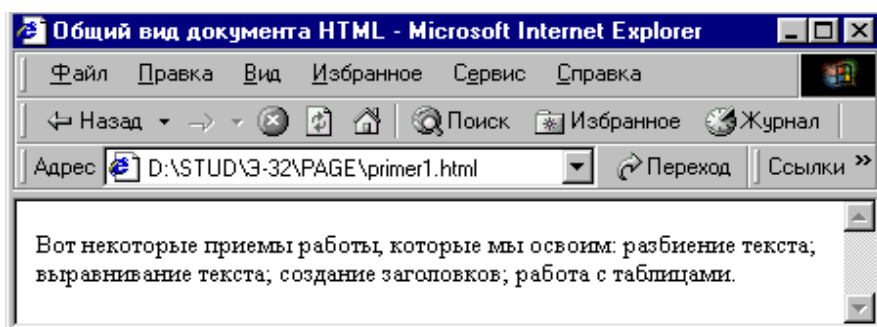 Общий вид документа HTML - Microsoft Internet Explorer
Файл Правка Вид Избранное Сервис Справка
Назад Поиск Избранное Журнал
Адрес D:\STUD\Э-32\PAGE\primer1.html Переход Ссылки »
Вот некоторые приемы работы, которые мы освоим: разбиение текста;
выравнивание текста; создание заголовков; работа с таблицами.